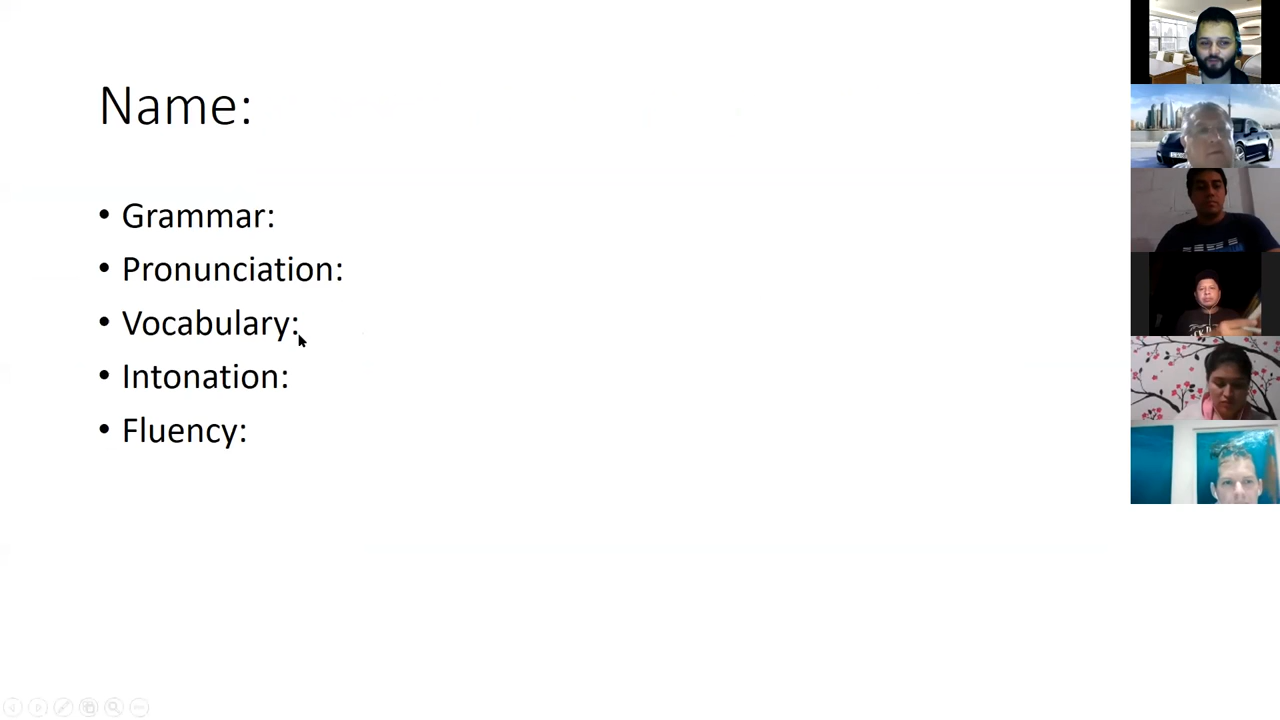 Name:
• Grammar:
• Pronunciation:
• Vocabulary:
• Intonation:
• Fluency: